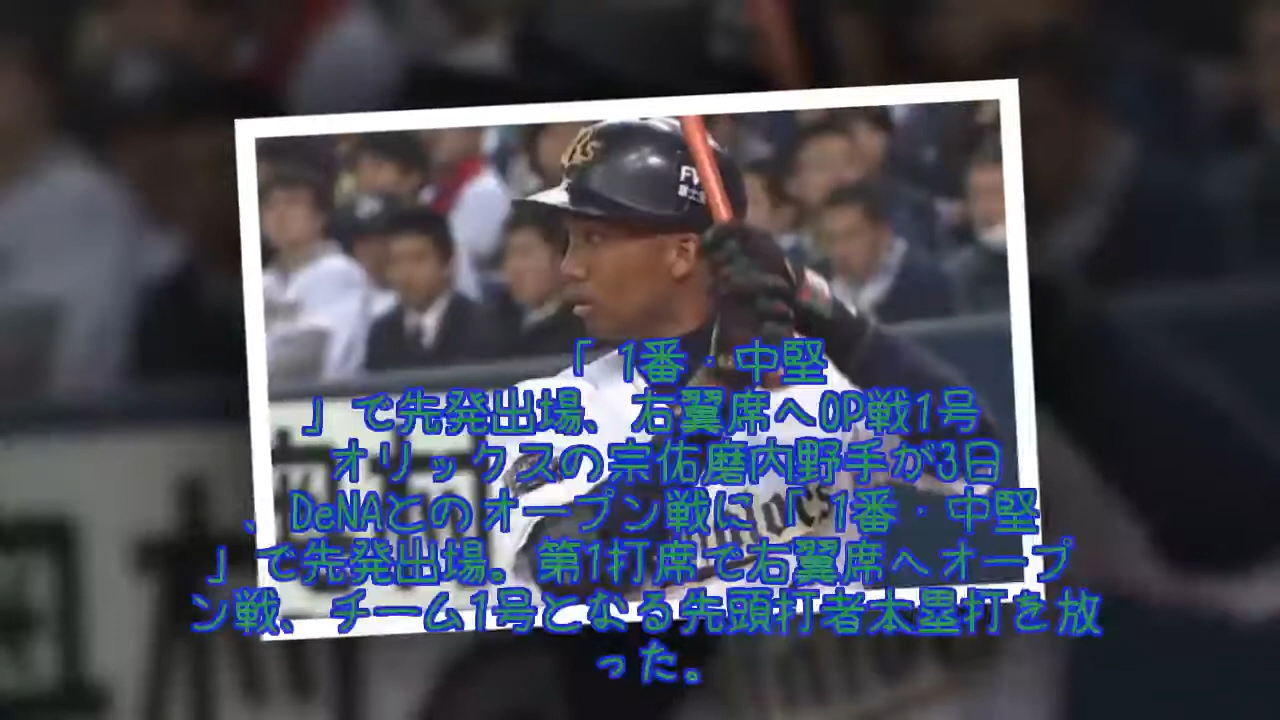 Bs
「 1番・中堅
」で先発出場、右翼席へOP戦1号
オリックスの宗佑磨内野手が3日
、DeNAとのオープン戦に「 1番・中堅
」で先発出場。第1打席で右翼席へオープ
ン戦、チーム1号となる先頭打者本塁打を放
った。